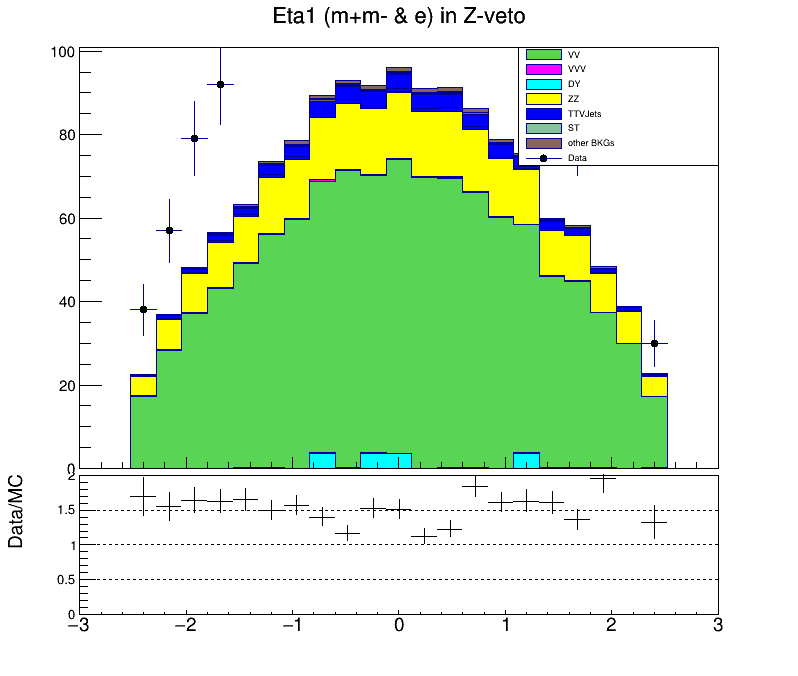 Eta1 (m+m- & e) in Z-veto
100
80
60
40
20
0
VV
VVV
DY
ZZ
TTVJets
ST
other BKGs
Data
Data/MC
2
1.5
1
0.5
0
−3 −2 −1 0 1 2 3